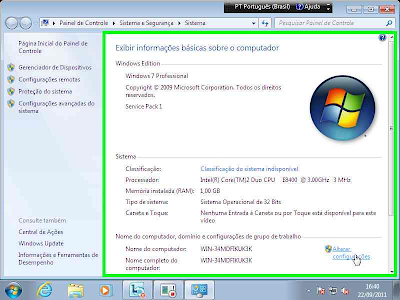 PT Português (Brasil) Ajuda
Painel de Controle Sistema e Segurança Sistema
Pesquisar Painel de Controle
Página Inicial do Painel de
Controle
Gerenciador de Dispositivos
Configurações remotas
Proteção do sistema
Configurações avançadas do
sistema
Consulte também
Central de Ações
Windows Update
Informações e Ferramentas de
Desempenho
Exibir informações básicas sobre o computador
Windows Edition
Windows 7 Professional
Copyright © 2009 Microsoft Corporation. Todos os direitos
reservados.
Service Pack 1
Sistema
Classificação: Classificação do sistema indisponível
Processador: Intel(R) Core(TM)2 Duo CPU E8400 @ 3.00GHz 3 MHz
Memória instalada (RAM): 1,00 GB
Tipo de sistema: Sistema Operacional de 32 Bits
Caneta e Toque: Nenhuma Entrada à Caneta ou por Toque está disponível para este
vídeo
Nome do computador, domínio e configurações de grupo de trabalho
Nome do computador: WIN-34MDFIKUK3K
Alterar
configurações
Nome completo do
computador: WIN-34MDFIKUK3K
16:40
22/09/2011